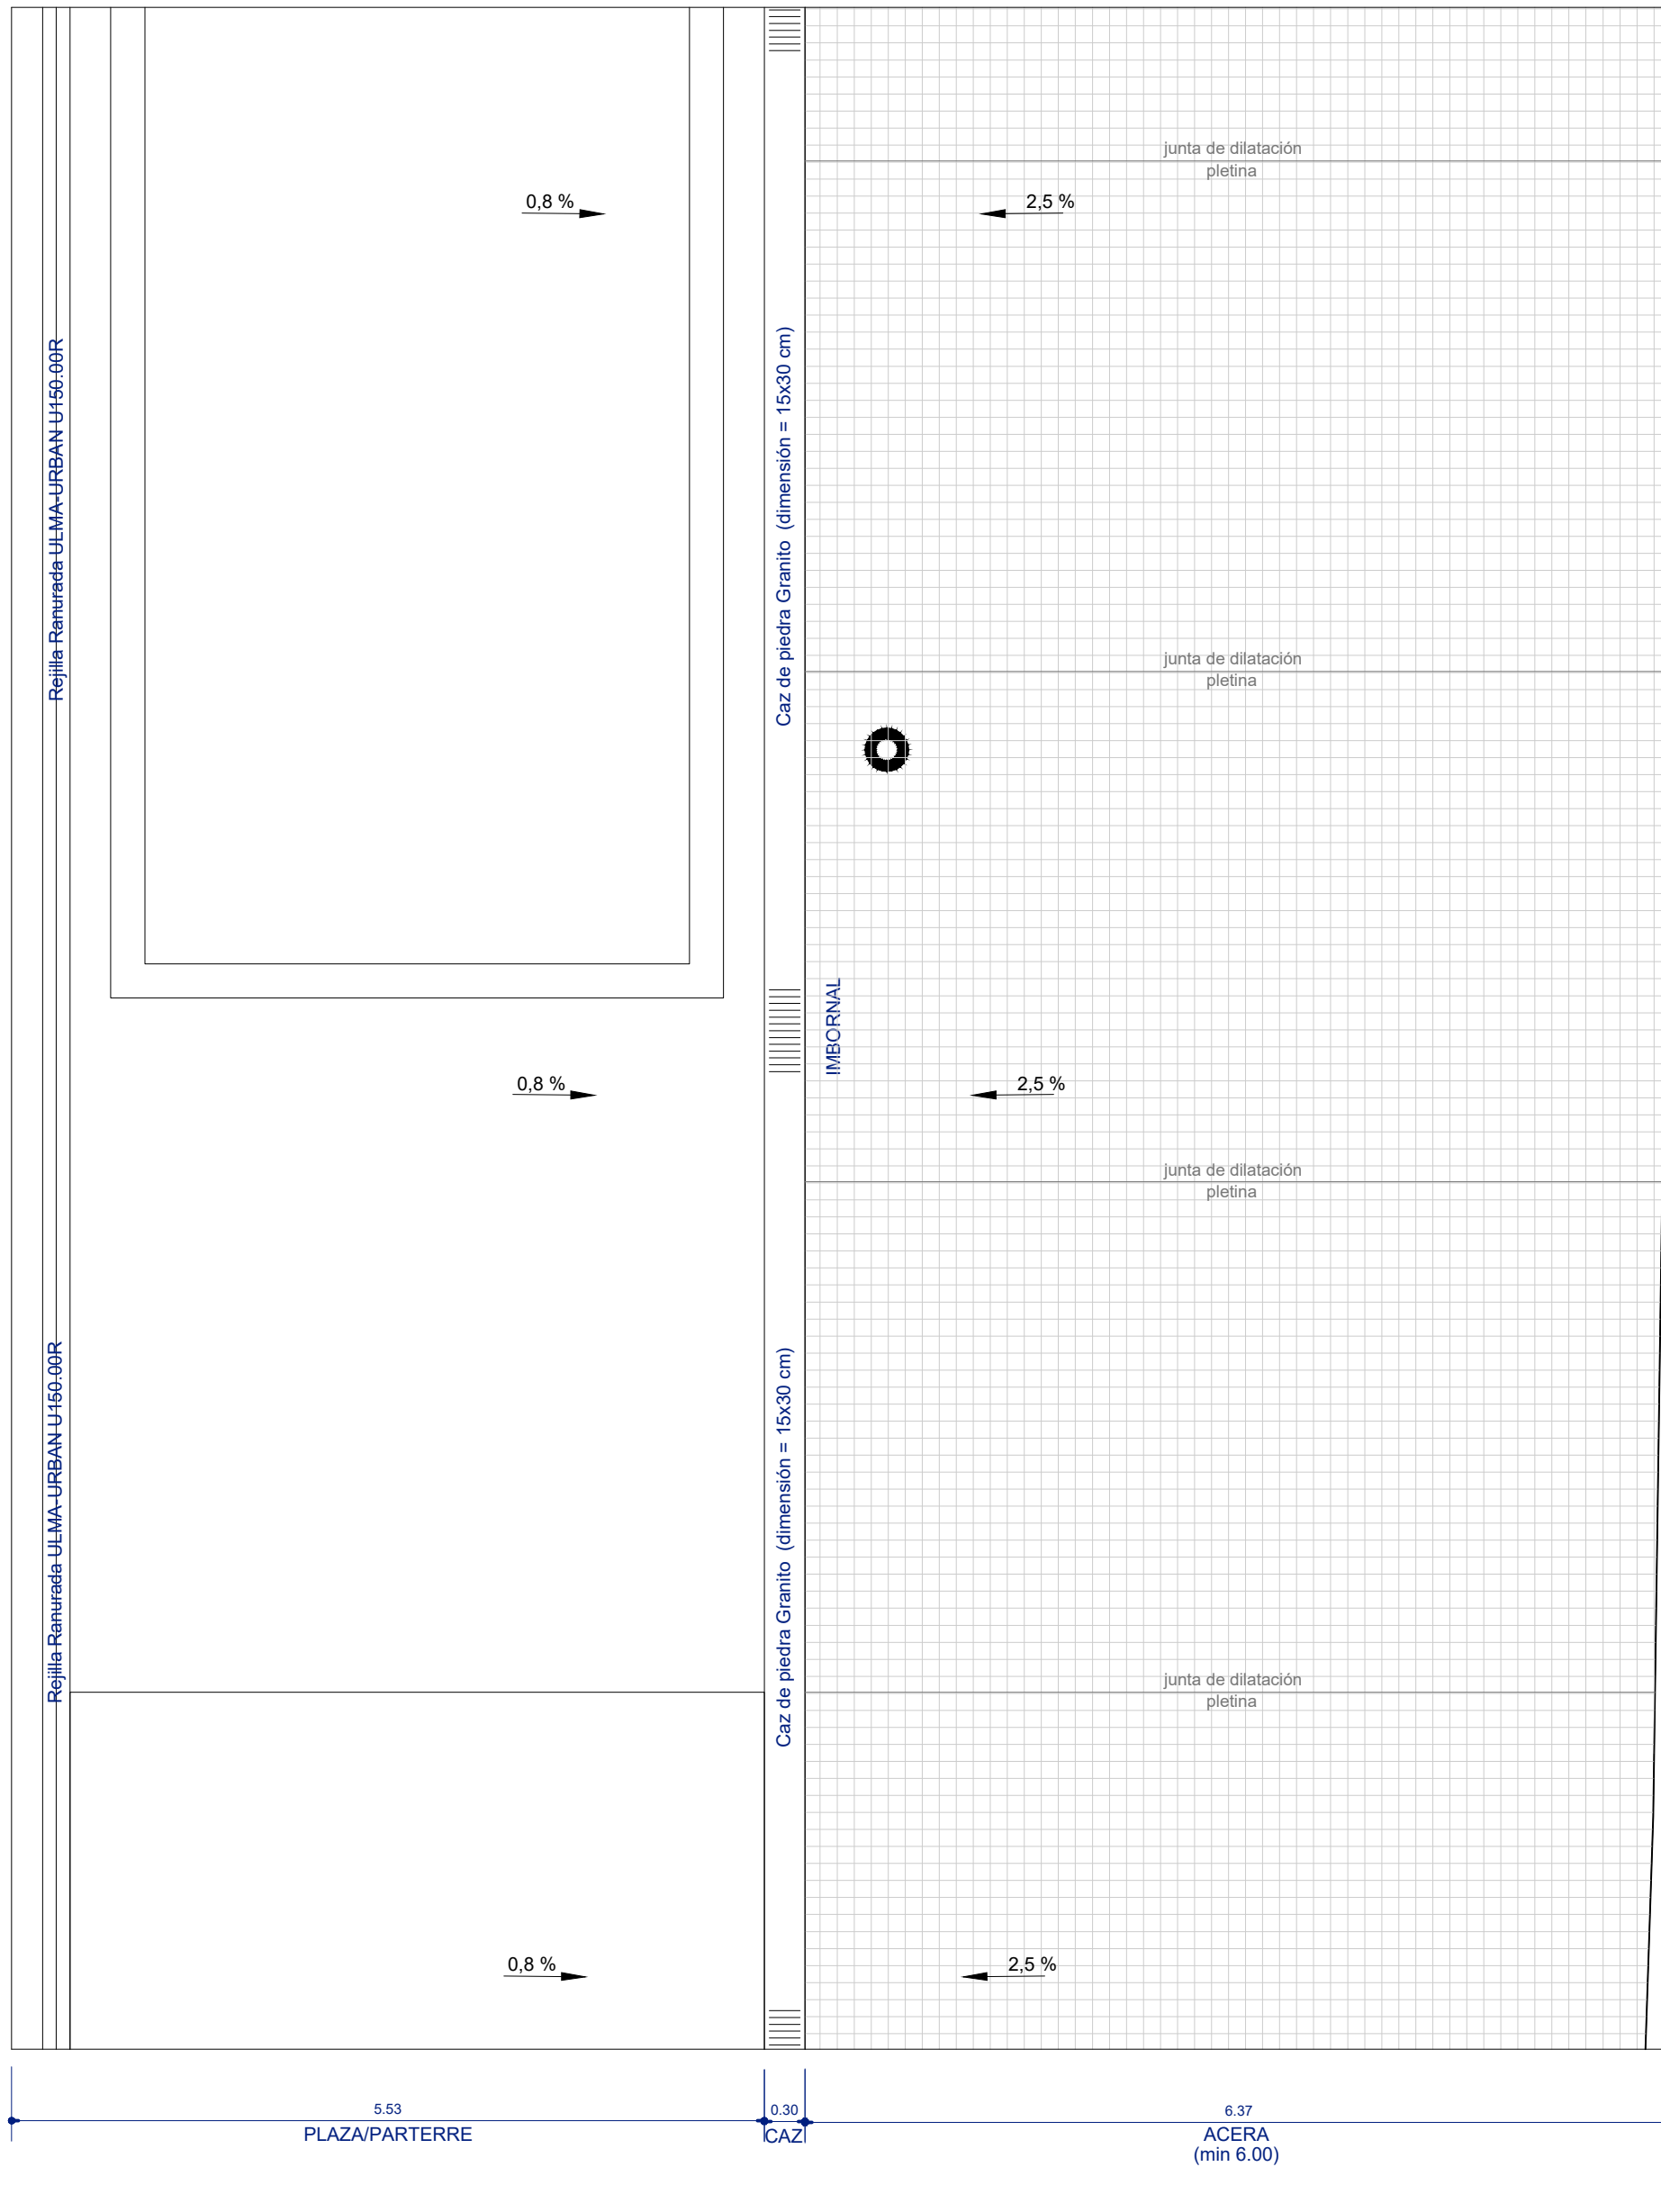 junta de dilatación
pletina
0,8 %
2,5 %
Rejilla Ranurada ULMA-URBAN U150.00R
Caz de piedra Granito (dimensión = 15x30 cm)
junta de dilatación
pletina
IMBORNAL
0,8 %
2,5 %
junta de dilatación
pletina
Rejilla Ranurada ULMA-URBAN U150.00R
Caz de piedra Granito (dimensión = 15x30 cm)
junta de dilatación
pletina
0,8 %
2,5 %
5.53
0.30
6.37
PLAZA/PARTERRE
CAZ
ACERA
(min 6.00)